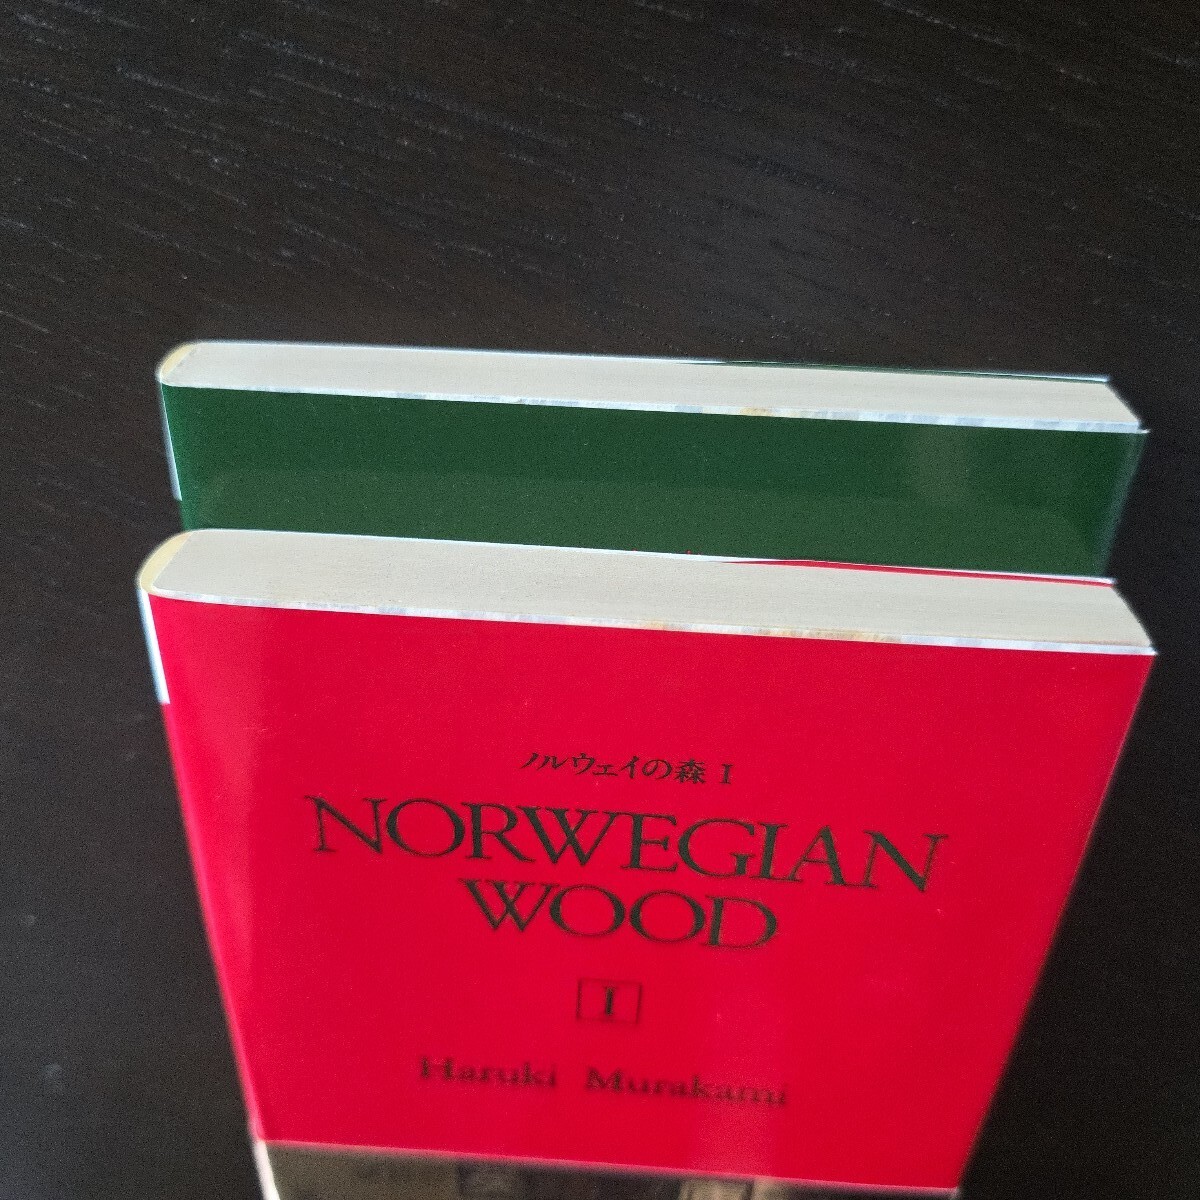 ノルウェイの森 I
NORWEGIAN
WOOD
I
Haruki Murakami